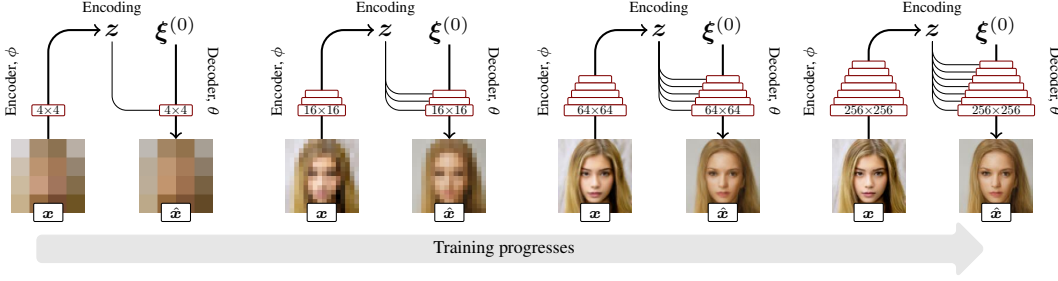 Encoding
z ξ(0)
Encoder, ϕ
Decoder, θ
4×4
4×4
x
x̂
Encoding
z ξ(0)
Encoder, ϕ
Decoder, θ
16×16
16×16
x
x̂
Encoding
z ξ(0)
Encoder, ϕ
Decoder, θ
64×64
64×64
x
x̂
Encoding
z ξ(0)
Encoder, ϕ
Decoder, θ
256×256
256×256
x
x̂
Training progresses